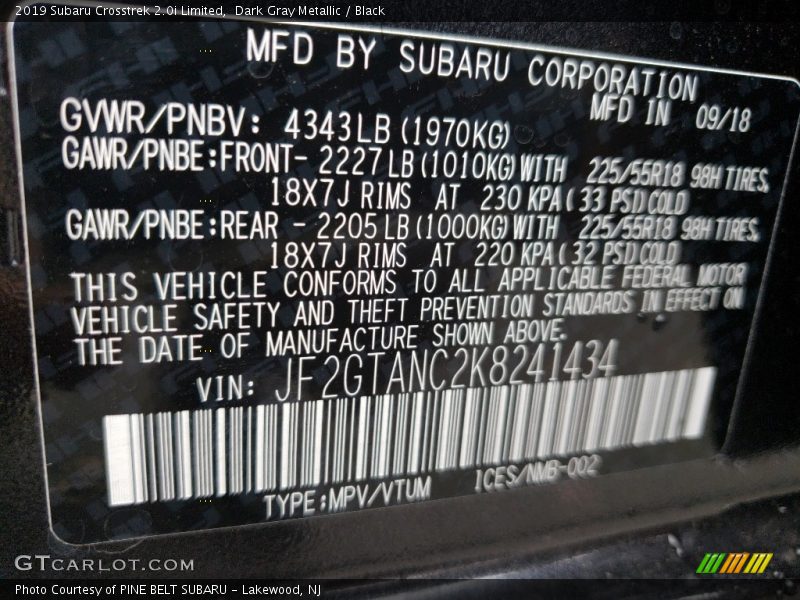 2019 Subaru Crosstrek 2.0i Limited, Dark Gray Metallic / Black
MFD BY SUBARU CORPORATION
MFD IN 09/18
GVWR/PNBV: 4343LB (1970KG)
GAWR/PNBE:FRONT- 2227LB (1010KG) WITH 225/55R18 98H TIRES,
18X7J RIMS AT 230 KPA( 33 PSI) COLD
GAWR/PNBE:REAR - 2205LB (1000KG) WITH 225/55R18 98H TIRES,
18X7J RIMS AT 220 KPA( 32 PSI) COLD
THIS VEHICLE CONFORMS TO ALL APPLICABLE FEDERAL MOTOR
VEHICLE SAFETY AND THEFT PREVENTION STANDARDS IN EFFECT ON
THE DATE OF MANUFACTURE SHOWN ABOVE.
VIN: JF2GTANC2K8241434
TYPE:MPV/VTUM ICES/NMB-002
GTCARLOT.COM
Photo Courtesy of PINE BELT SUBARU - Lakewood, NJ